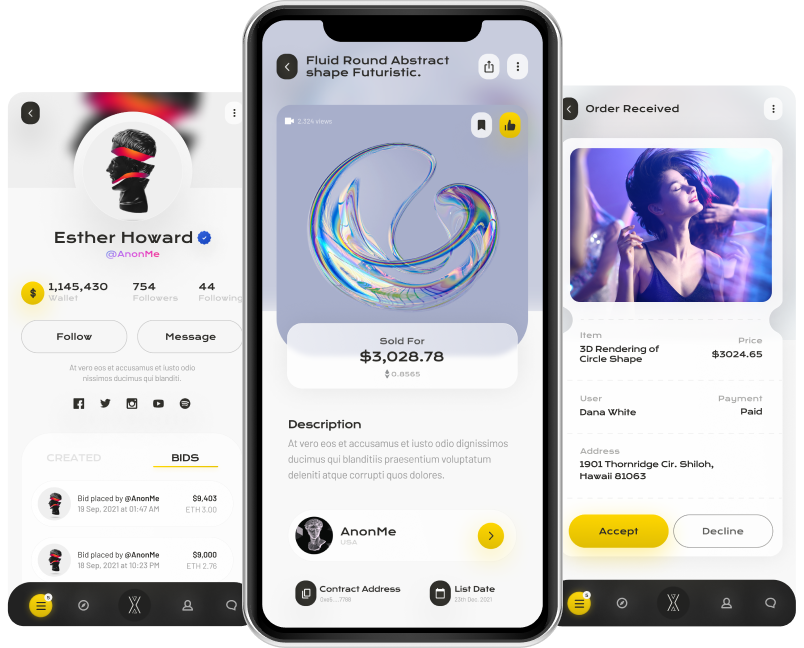 Esther Howard
@AnonMe
1,145,430
Wallet
754
Followers
44
Following
Follow
Message
At vero eos et accusamus et iusto odio
nissimos ducimus qui blanditi.
CREATED
BIDS
Bid placed by @AnonMe
$9,403
18 Sep, 2021 at 01:47 AM
ETH 3.00
Bid placed by @AnonMe
$9,000
18 Sep, 2021 at 10:23 PM
ETH 2.76
Fluid Round Abstract
shape Futuristic.
2,324 views
Sold For
$3,028.78
0.8565
Description
At vero eos et accusamus et iusto odio dignissimos
ducimus qui blanditiis praesentium voluptatum
deleniti atque corrupti quos dolores.
AnonMe
USA
Contract Address
List Date
22th Dec, 2021
Order Received
Item
3D Rendering of
Circle Shape
Price
$3024.65
User
Dana White
Payment
Paid
Address
1901 Thornridge Cir. Shiloh,
Hawaii 81063
Accept
Decline